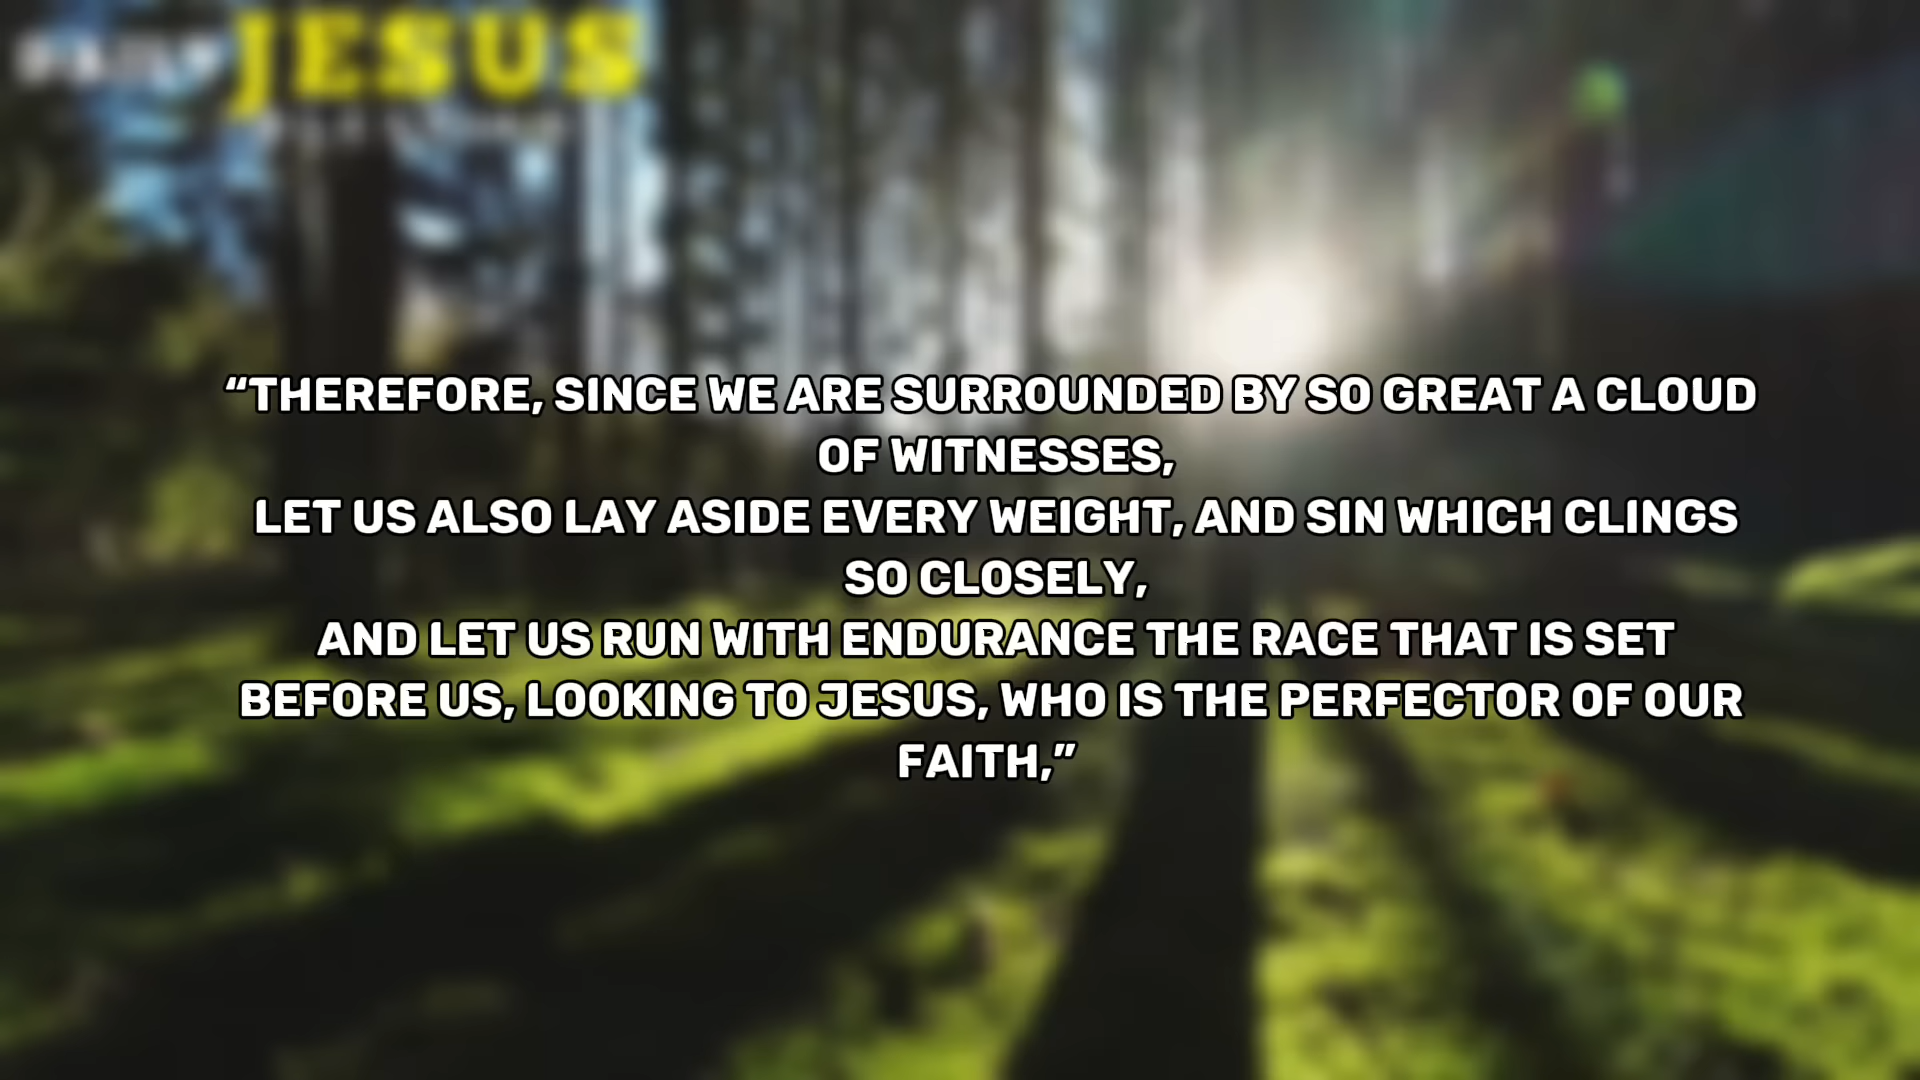 JESUS
“THEREFORE, SINCE WE ARE SURROUNDED BY SO GREAT A CLOUD
OF WITNESSES,
LET US ALSO LAY ASIDE EVERY WEIGHT, AND SIN WHICH CLINGS
SO CLOSELY,
AND LET US RUN WITH ENDURANCE THE RACE THAT IS SET
BEFORE US, LOOKING TO JESUS, WHO IS THE PERFECTOR OF OUR
FAITH,”